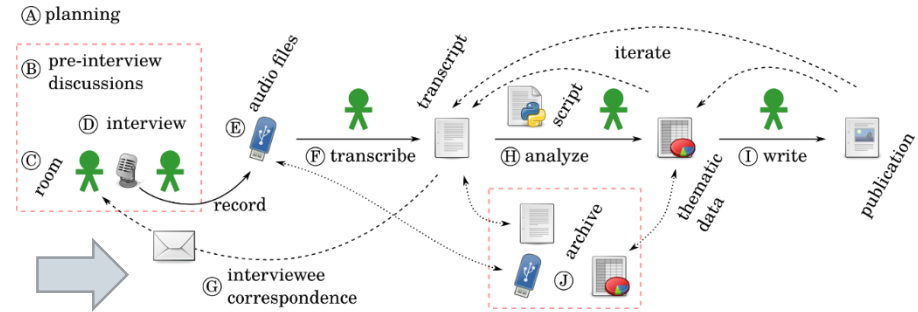 Ⓐ planning
Ⓑ pre-interview
discussions
Ⓓ interview
Ⓒ room
record
Ⓔ audio files
Ⓕ transcribe
transcript
Ⓖ interviewee
correspondence
script
Ⓗ analyze
iterate
thematic
data
Ⓘ write
publication
archive
Ⓙ